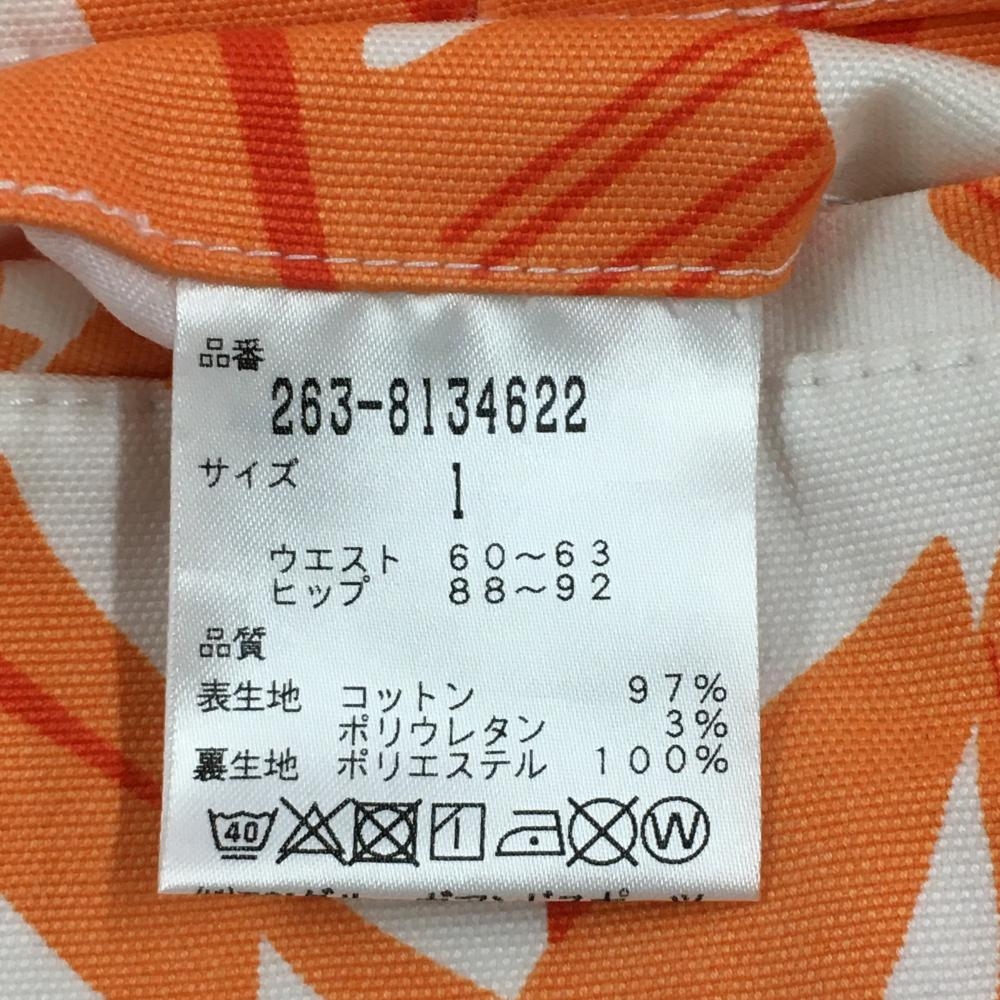 品番
263-8134622
サイズ 1
ウエスト 60～63
ヒップ 88～92
品質
表生地 コットン 97%
ポリウレタン 3%
裏生地 ポリエステル 100%
40 W